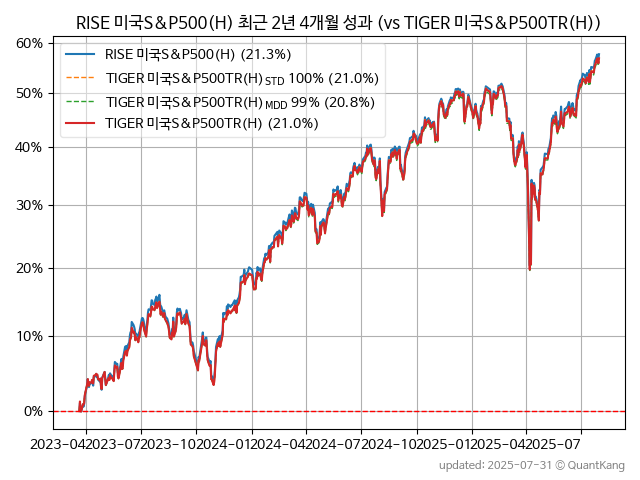 RISE 미국S&P500(H) 최근 2년 4개월 성과 (vs TIGER 미국S&P500TR(H))
60%
50%
40%
30%
20%
10%
0%
RISE 미국S&P500(H) (21.3%)
TIGER 미국S&P500TR(H) STD 100% (21.0%)
TIGER 미국S&P500TR(H) MDD 99% (20.8%)
TIGER 미국S&P500TR(H) (21.0%)
2023-04 2023-07 2023-10 2024-01 2024-04 2024-07 2024-10 2025-01 2025-04 2025-07
updated: 2025-07-31 © QuantKang